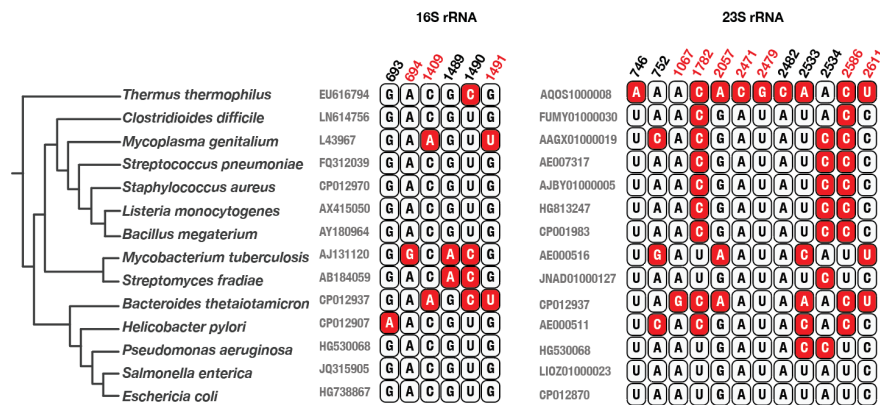 16S rRNA 23S rRNA
693 694 1409 1489 1490 1491 746 752 1067 1782 2057 2471 2479 2482 2533 2534 2586 2611
Thermus thermophilus EU616794 G A C G C G AQOS1000008 A A A C A C G C A A C U
Clostridioides difficile LN614756 G A C G U G FUMY01000030 U A A C G A U A U A C C
Mycoplasma genitalium L43967 G A A G U U AAGX01000019 U C A C G A U A U C C C
Streptococcus pneumoniae FQ312039 G A C G U G AE007317 U A A C G A U A U C C C
Staphylococcus aureus CP012970 G A C G U G AJBY01000005 U A A C G A U A U C C C
Listeria monocytogenes AX415050 G A C G U G HG813247 U A A C G A U A U C C C
Bacillus megaterium AY180964 G A C G U G CP001983 U A A C G A U A U C C C
Mycobacterium tuberculosis AJ131120 G G C A C G AE000516 U G A U A A U A C A U U
Streptomyces fradiae AB184059 G A C A C G JNAD01000127 U A A U G A U A U C U C
Bacteroides thetaiotamicron CP012937 G A A G C U CP012937 U A G C A A U A A A C U
Helicobacter pylori CP012907 A A C G U G AE000511 U C A C G A U A C A C C
Pseudomonas aeruginosa HG530068 G A C G U G HG530068 U A A U G A U A C C U C
Salmonella enterica JQ315905 G A C G U G LIOZ01000023 U A A U G A U A U A U C
Eschericia coli HG738867 G A C G U G CP012870 U A A U G A U A U A U C